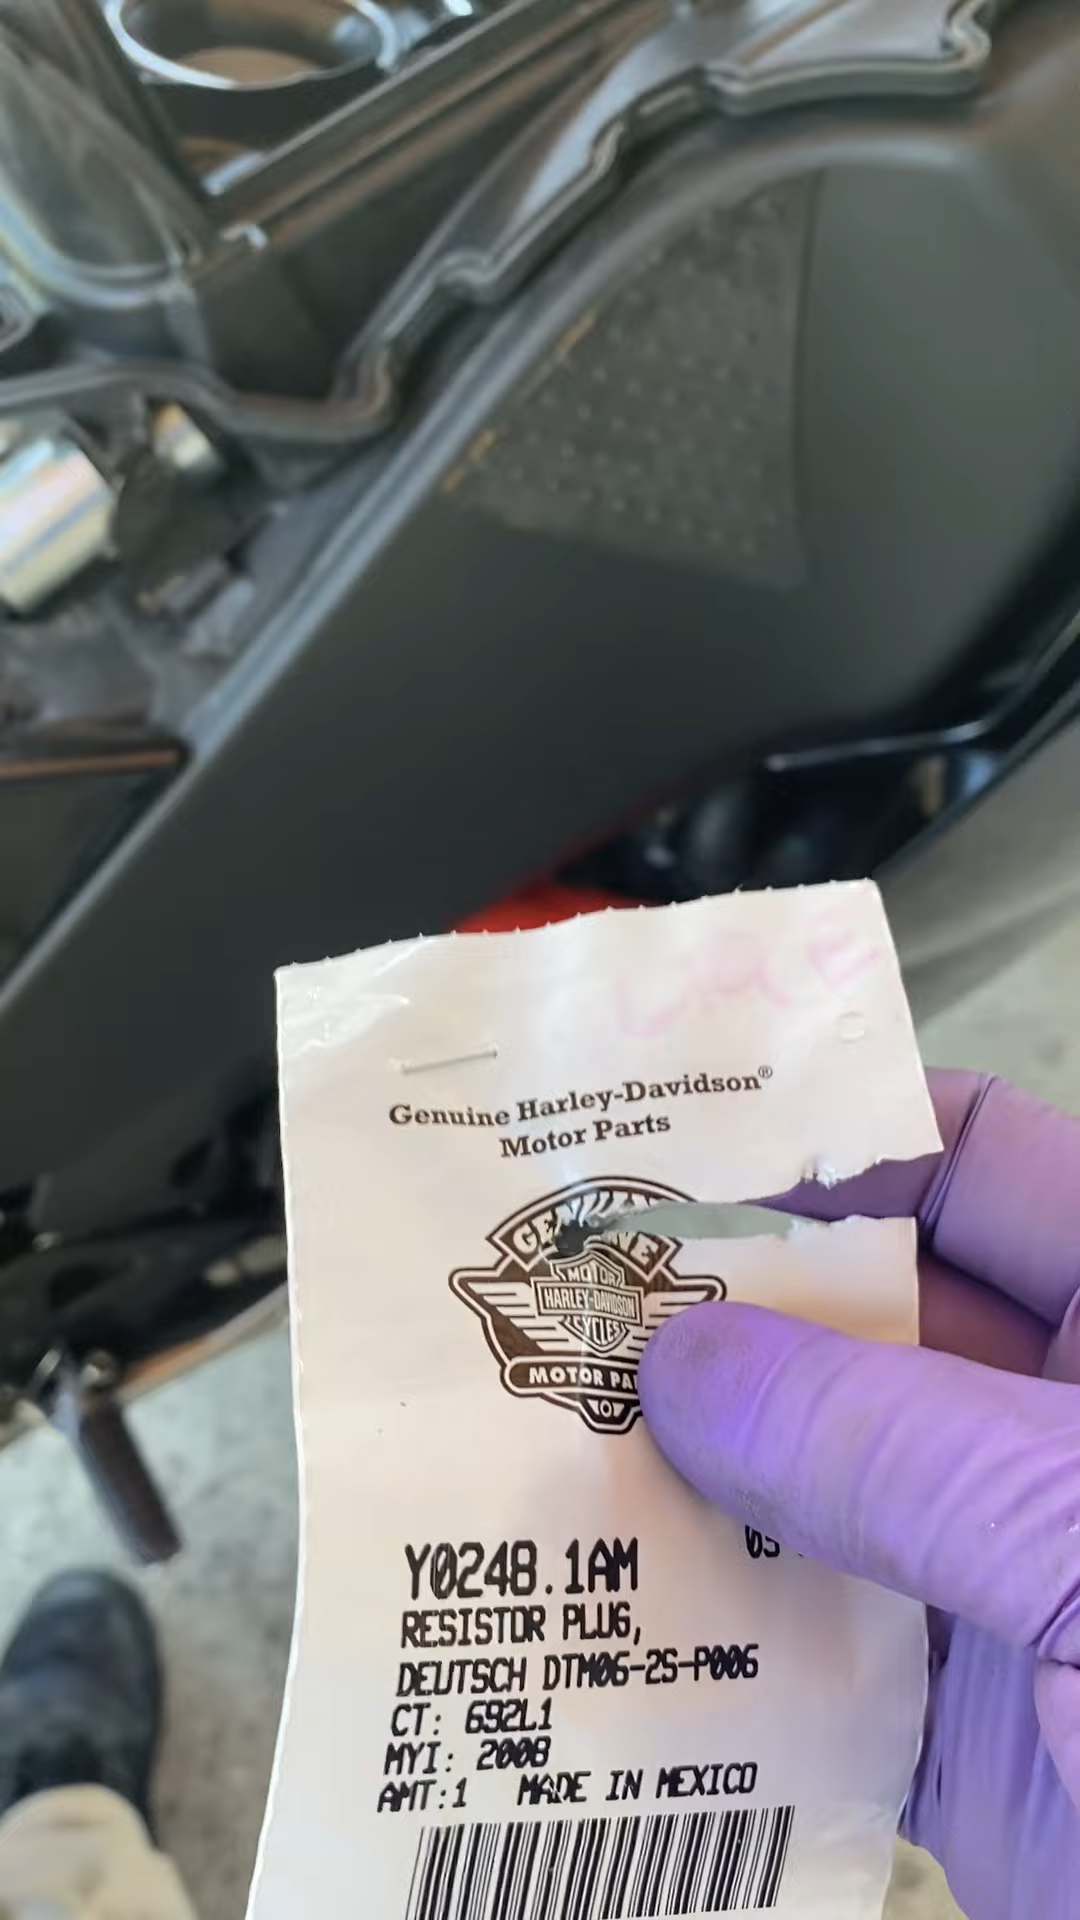 Genuine Harley-Davidson®
Motor Parts
MOTOR
HARLEY-DAVIDSON
CYCLES
MOTOR
Y0248.1AM
RESISTOR PLUG,
DEUTSCH DTM06-2S-P006
CT: 692L1
MYI: 2008
AMT:1 MADE IN MEXICO